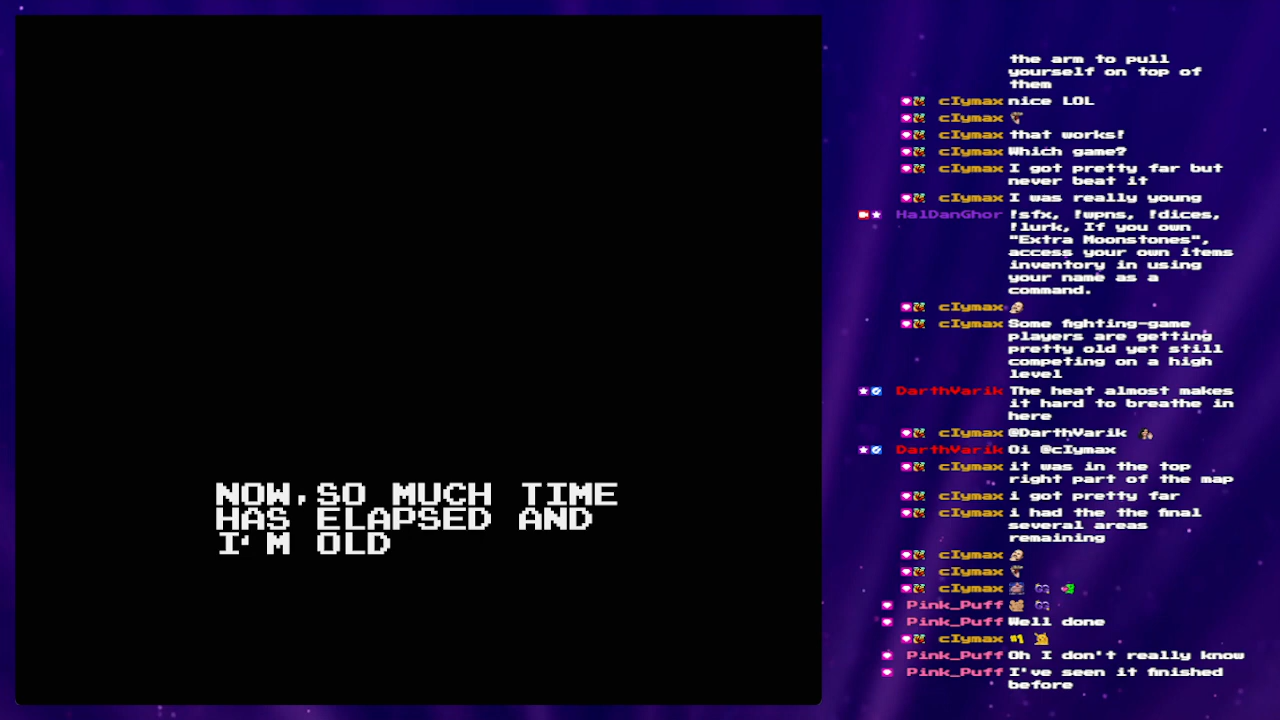 NOW,SO MUCH TIME
HAS ELAPSED AND
I'M OLD
the arm to pull
yourself on top of
them
cIymax nice LOL
cIymax
cIymax that works!
cIymax Which game?
cIymax I got pretty far but
never beat it
cIymax I was really young
HalDanGhor !sfx, !wpns, !dices,
!lurk, If you own
"Extra Moonstones",
access your own items
inventory in using
your name as a
command.
cIymax
cIymax Some fighting-game
players are getting
pretty old yet still
competing on a high
level
DarthVarik The heat almost makes
it hard to breathe in
here
cIymax @DarthVarik
DarthVarik Oi @cIymax
cIymax it was in the top
right part of the map
cIymax i got pretty far
cIymax i had the the final
several areas
remaining
cIymax
cIymax
cIymax
Pink_Puff
Pink_Puff Well done
cIymax #1
Pink_Puff Oh I don't really know
Pink_Puff I've seen it finished
before